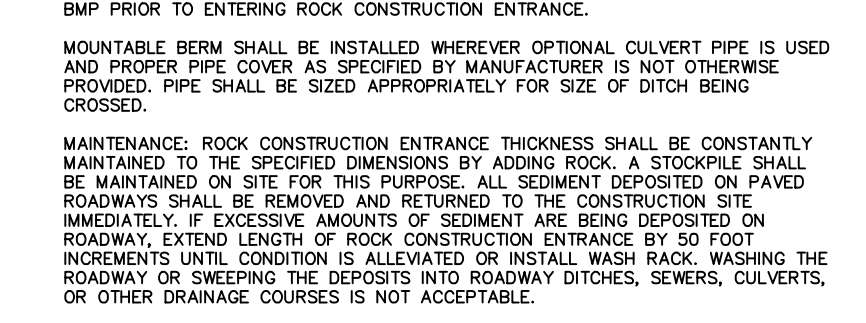 BMP PRIOR TO ENTERING ROCK CONSTRUCTION ENTRANCE.
MOUNTABLE BERM SHALL BE INSTALLED WHEREVER OPTIONAL CULVERT PIPE IS USED
AND PROPER PIPE COVER AS SPECIFIED BY MANUFACTURER IS NOT OTHERWISE
PROVIDED. PIPE SHALL BE SIZED APPROPRIATELY FOR SIZE OF DITCH BEING
CROSSED.
MAINTENANCE: ROCK CONSTRUCTION ENTRANCE THICKNESS SHALL BE CONSTANTLY
MAINTAINED TO THE SPECIFIED DIMENSIONS BY ADDING ROCK. A STOCKPILE SHALL
BE MAINTAINED ON SITE FOR THIS PURPOSE. ALL SEDIMENT DEPOSITED ON PAVED
ROADWAYS SHALL BE REMOVED AND RETURNED TO THE CONSTRUCTION SITE
IMMEDIATELY. IF EXCESSIVE AMOUNTS OF SEDIMENT ARE BEING DEPOSITED ON
ROADWAY, EXTEND LENGTH OF ROCK CONSTRUCTION ENTRANCE BY 50 FOOT
INCREMENTS UNTIL CONDITION IS ALLEVIATED OR INSTALL WASH RACK. WASHING THE
ROADWAY OR SWEEPING THE DEPOSITS INTO ROADWAY DITCHES, SEWERS, CULVERTS,
OR OTHER DRAINAGE COURSES IS NOT ACCEPTABLE.